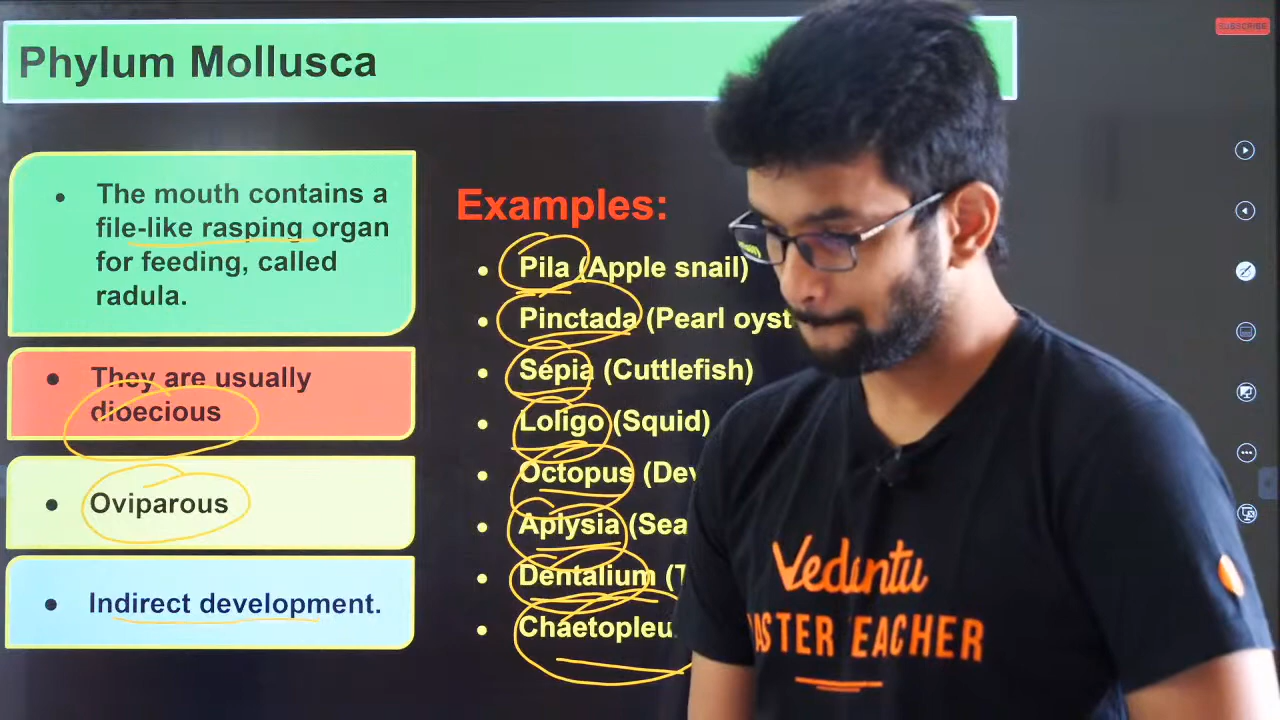 SUBSCRIBE
Phylum Mollusca
The mouth contains a
file-like rasping organ
for feeding, called
radula.
They are usually
dioecious
Oviparous
Indirect development.
Examples:
Pila (Apple snail)
Pinctada (Pearl oyst
Sepia (Cuttlefish)
Loligo (Squid)
Octopus (Dev
Aplysia (Sea
Dentalium (T
Chaetopleu
Vedantu
ASTER TEACHER